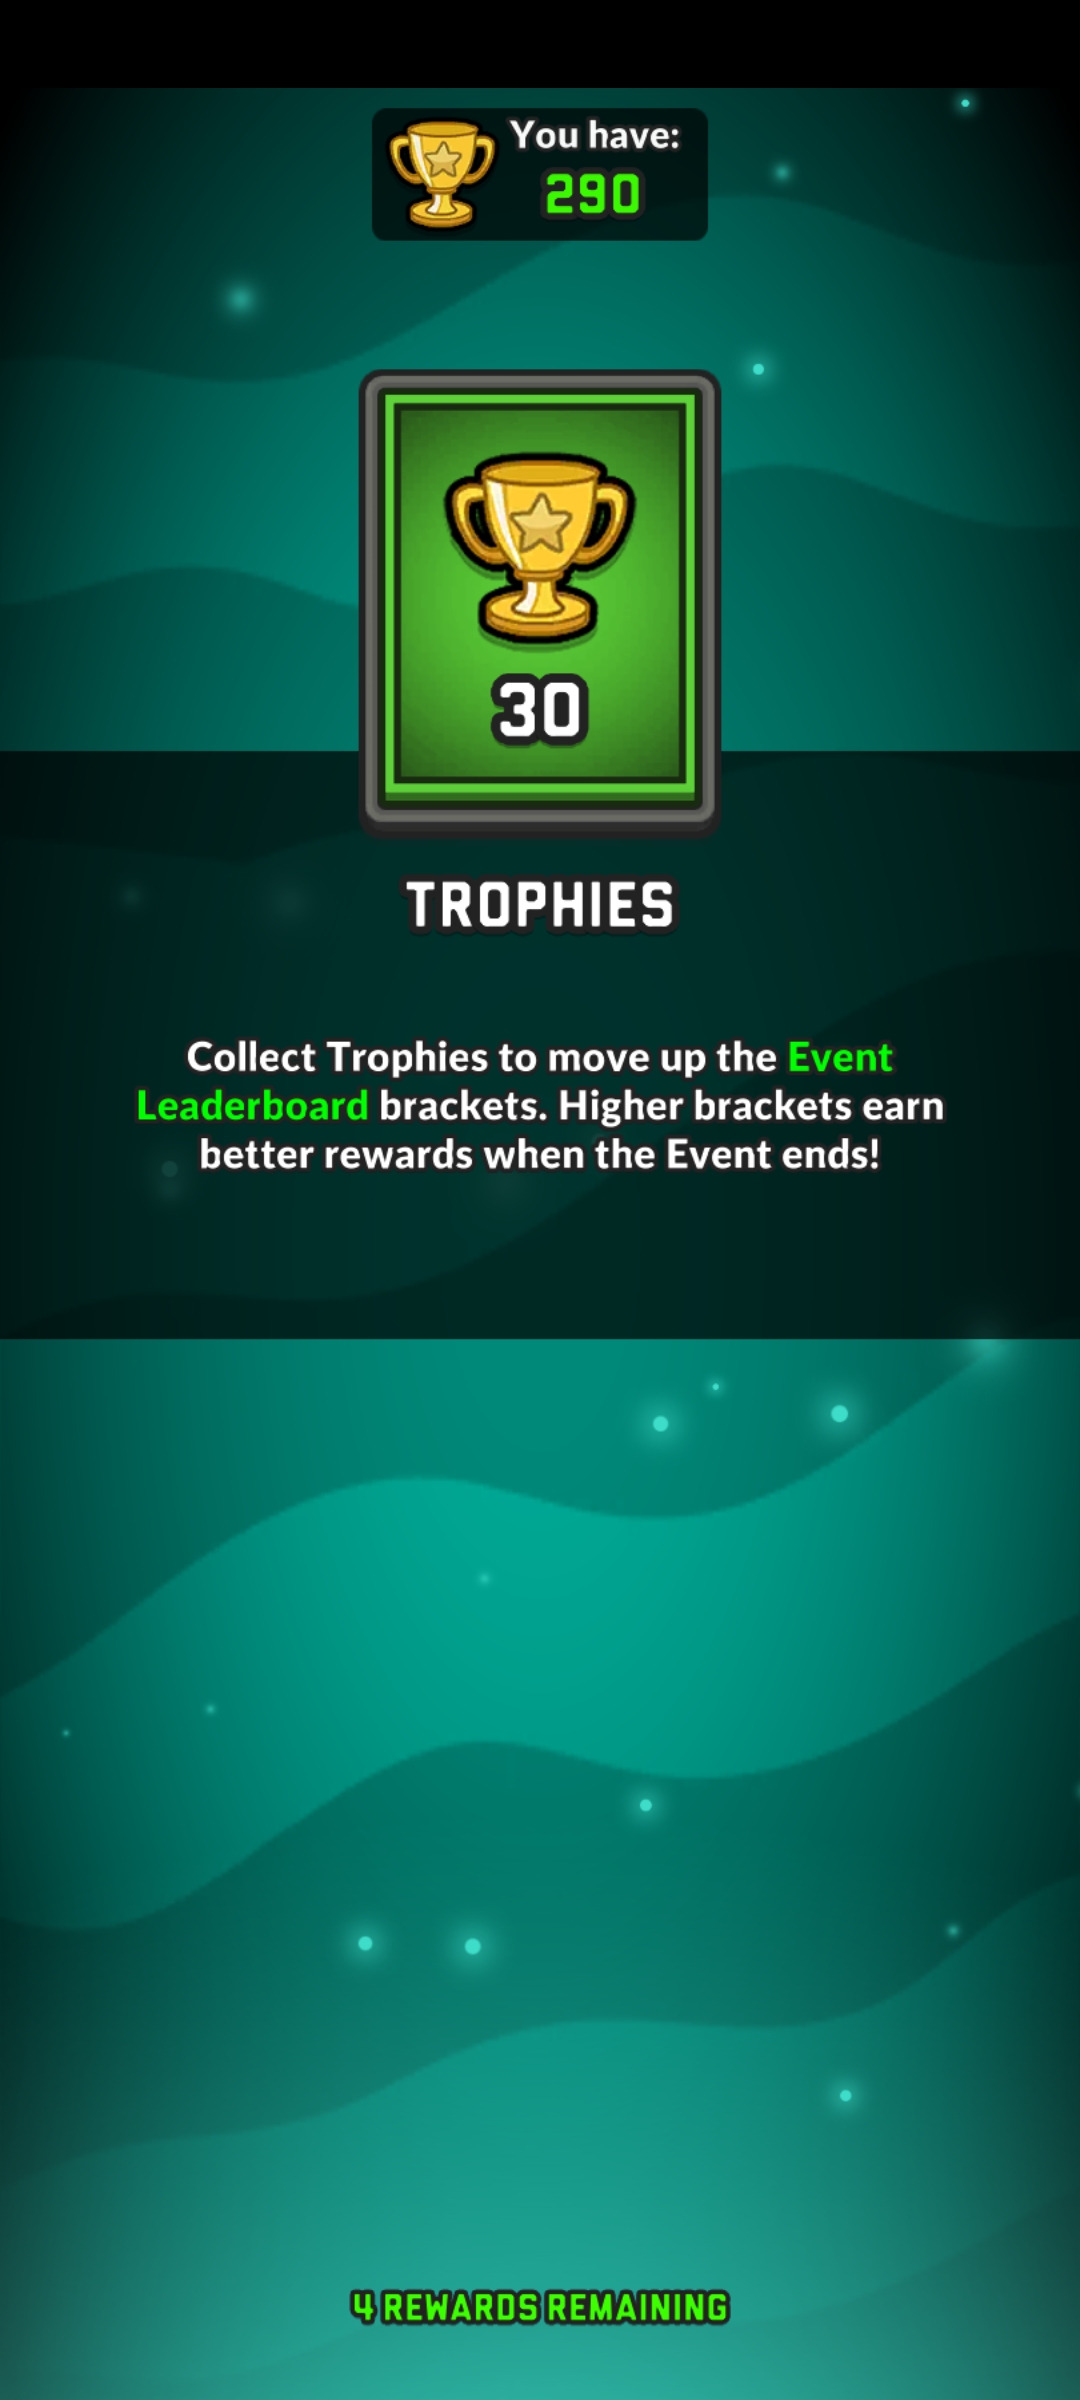 You have:
290
30
TROPHIES
Collect Trophies to move up the Event
Leaderboard brackets. Higher brackets earn
better rewards when the Event ends!
4 REWARDS REMAINING